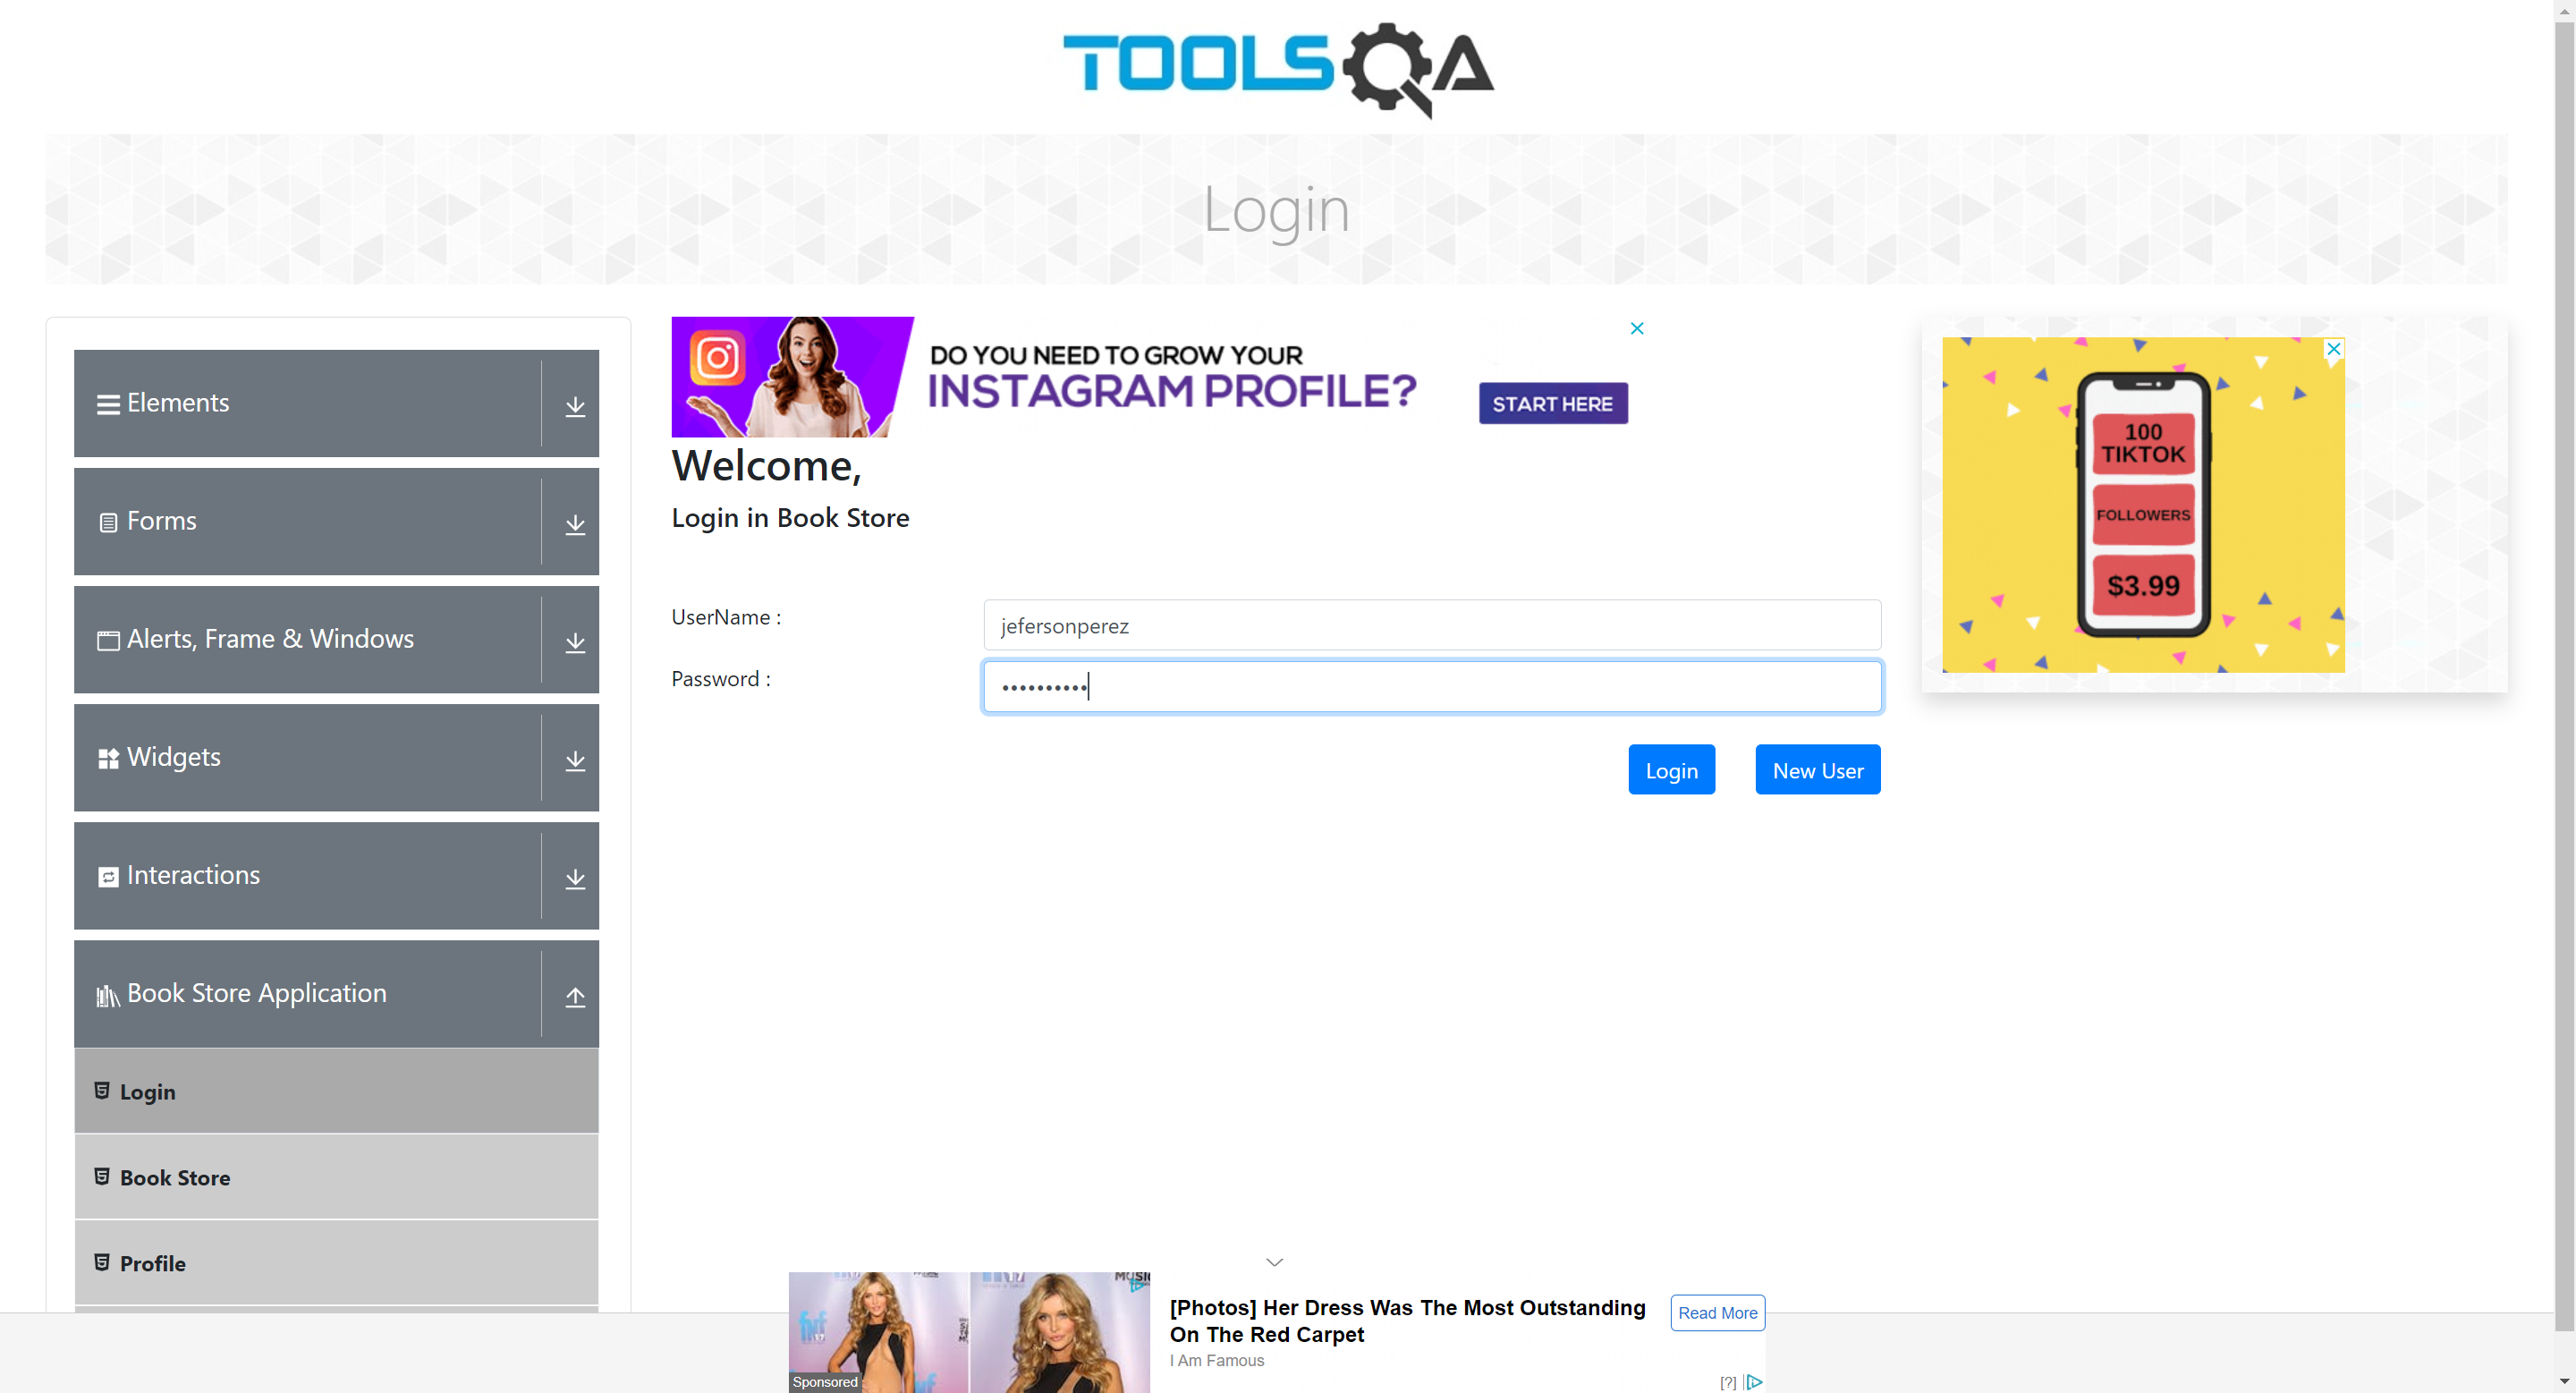 TOOLSQA
Login
Elements
Forms
Alerts, Frame & Windows
Widgets
Interactions
Book Store Application
Login
Book Store
Profile
DO YOU NEED TO GROW YOUR
INSTAGRAM PROFILE?
START HERE
Welcome,
Login in Book Store
UserName :
jefersonperez
Password :
••••••••••
Login
New User
100
TIKTOK
FOLLOWERS
$3.99
Sponsored
[Photos] Her Dress Was The Most Outstanding
On The Red Carpet
I Am Famous
Read More
[?]